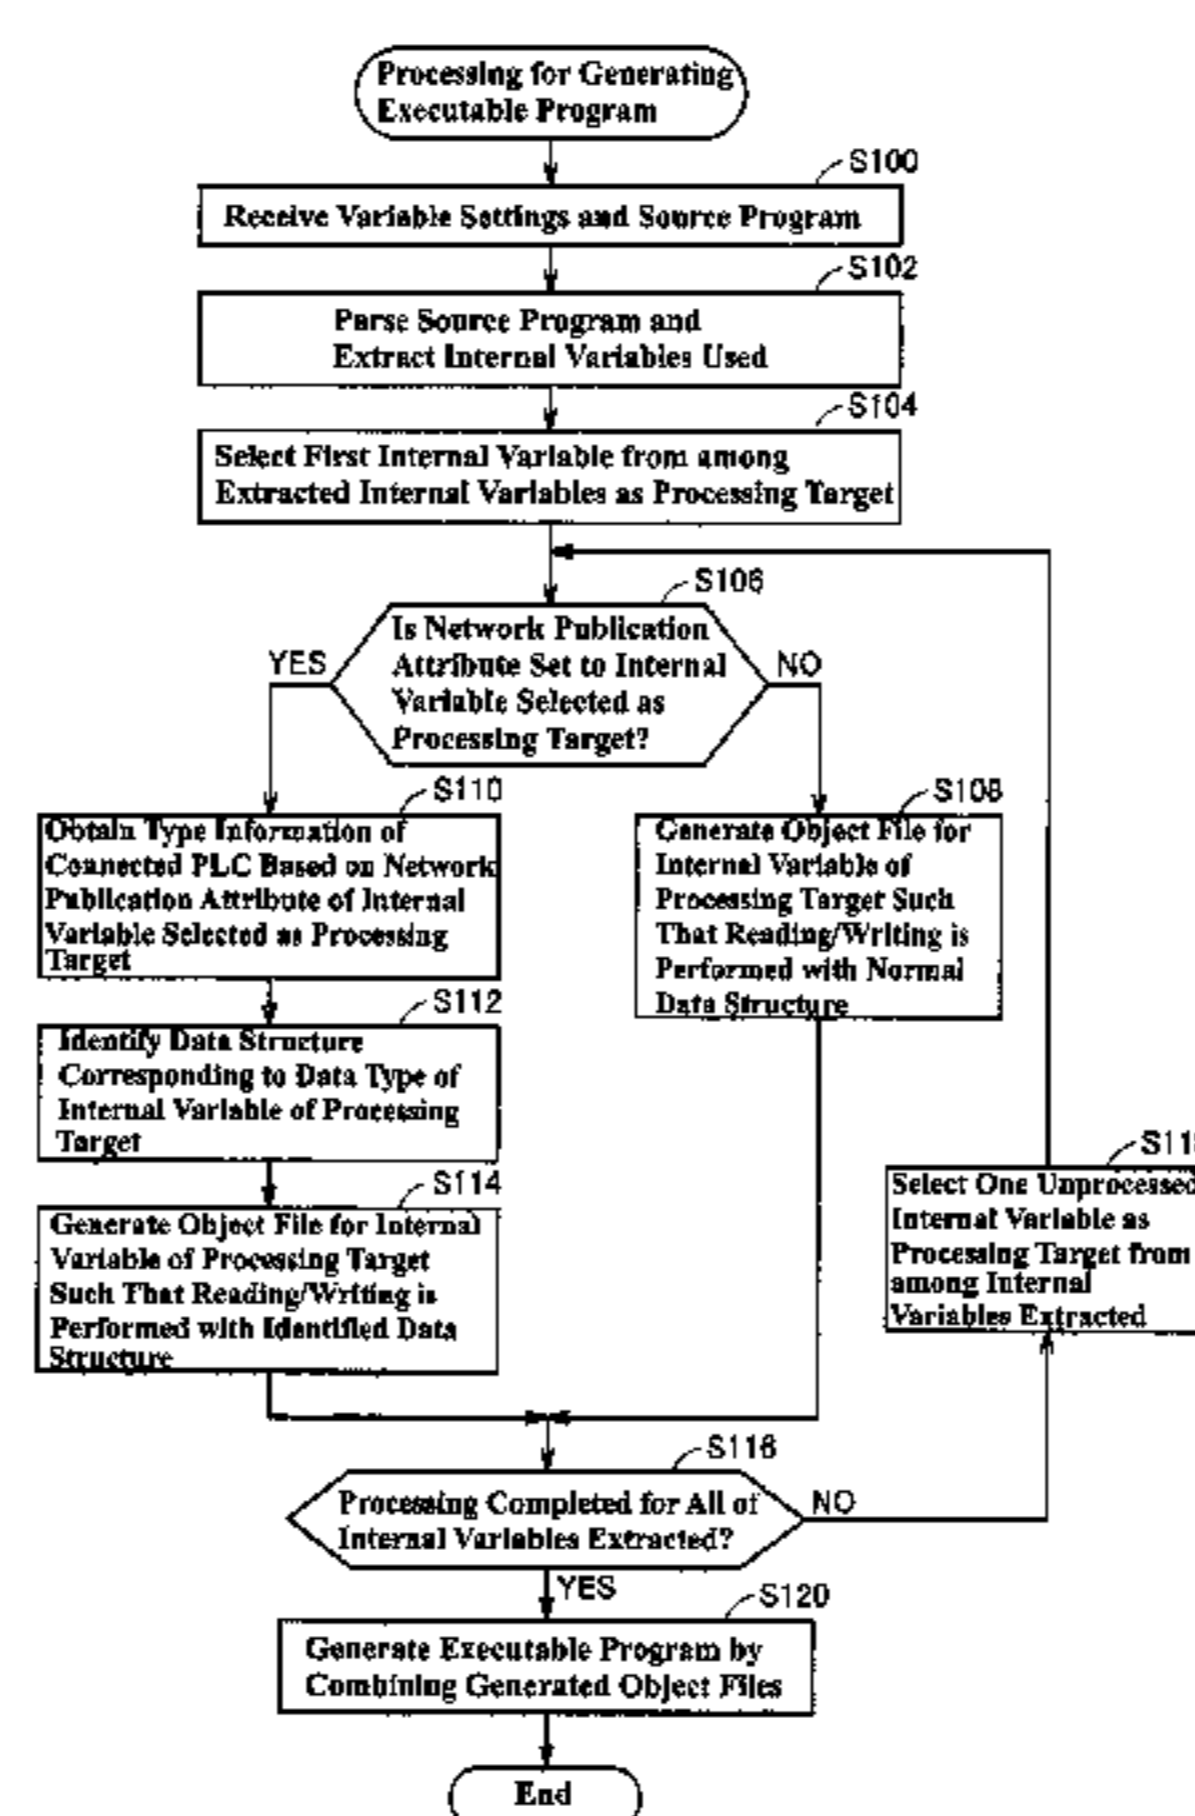 Processing for Generating
Executable Program
S100
Receive Variable Settings and Source Program
S102
Parse Source Program and
Extract Internal Variables Used
S104
Select First Internal Variable from among
Extracted Internal Variables as Processing Target
S106
Is Network Publication
Attribute Set to Internal
Variable Selected as
Processing Target?
YES
NO
S110
Obtain Type Information of
Connected PLC Based on Network
Publication Attribute of Internal
Variable Selected as Processing
Target
S108
Generate Object File for
Internal Variable of
Processing Target Such
That Reading/Writing is
Performed with Normal
Data Structure
S112
Identify Data Structure
Corresponding to Data Type of
Internal Variable of Processing
Target
S114
Generate Object File for Internal
Variable of Processing Target
Such That Reading/Writing is
Performed with Identified Data
Structure
Select One Unprocessed
Internal Variable as
Processing Target from
among Internal
Variables Extracted
S116
Processing Completed for All of
Internal Variables Extracted?
NO
YES
S120
Generate Executable Program by
Combining Generated Object Files
End